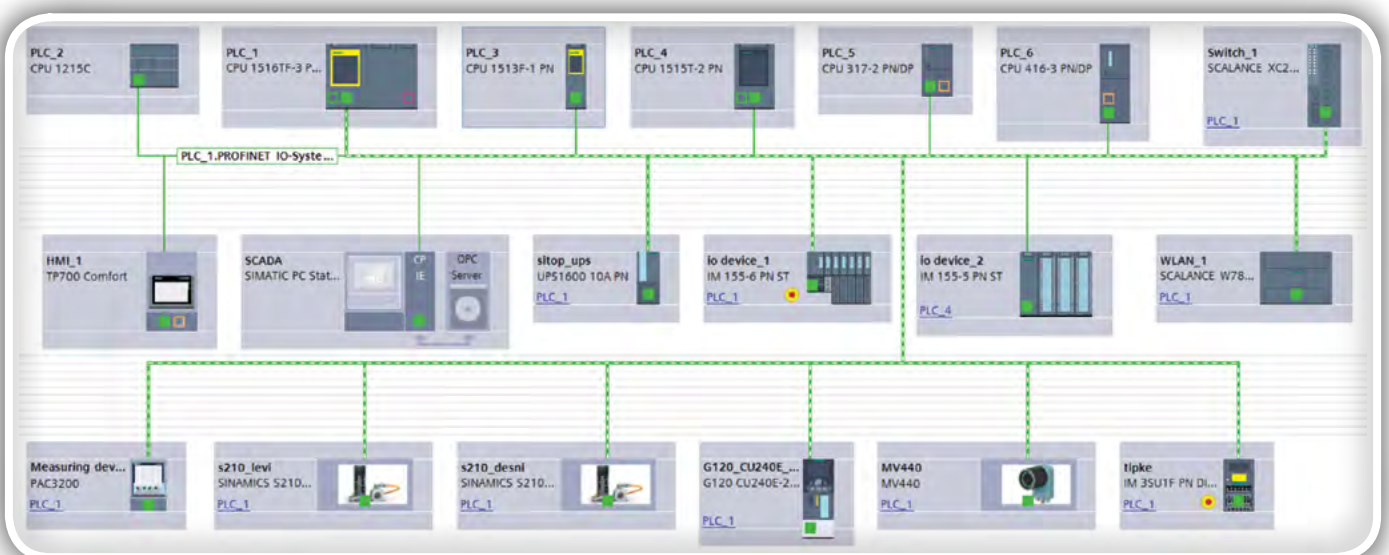 PLC_2
CPU 1215C
PLC_1
CPU 1516TF-3 P...
PLC_3
CPU 1513F-1 PN
PLC_4
CPU 1515T-2 PN
PLC_5
CPU 317-2 PN/DP
PLC_6
CPU 416-3 PN/DP
Switch_1
SCALANCE XC2...
PLC_1
PLC_1.PROFINET IO-Syste...
HMI_1
TP700 Comfort
SCADA
SIMATIC PC Stat...
CP
IE
OPC
Server
sitop_ups
UPS1600 10A PN
PLC_1
io device_1
IM 155-6 PN ST
PLC_1
io device_2
IM 155-5 PN ST
PLC_4
WLAN_1
SCALANCE W78...
PLC_1
Measuring dev...
PAC3200
PLC_1
s210_levi
SINAMICS S210...
PLC_1
s210_desni
SINAMICS S210...
PLC_1
G120_CU240E_...
G120 CU240E-2...
PLC_1
MV440
MV440
PLC_1
tipke
IM 3SU1F PN DI...
PLC_1